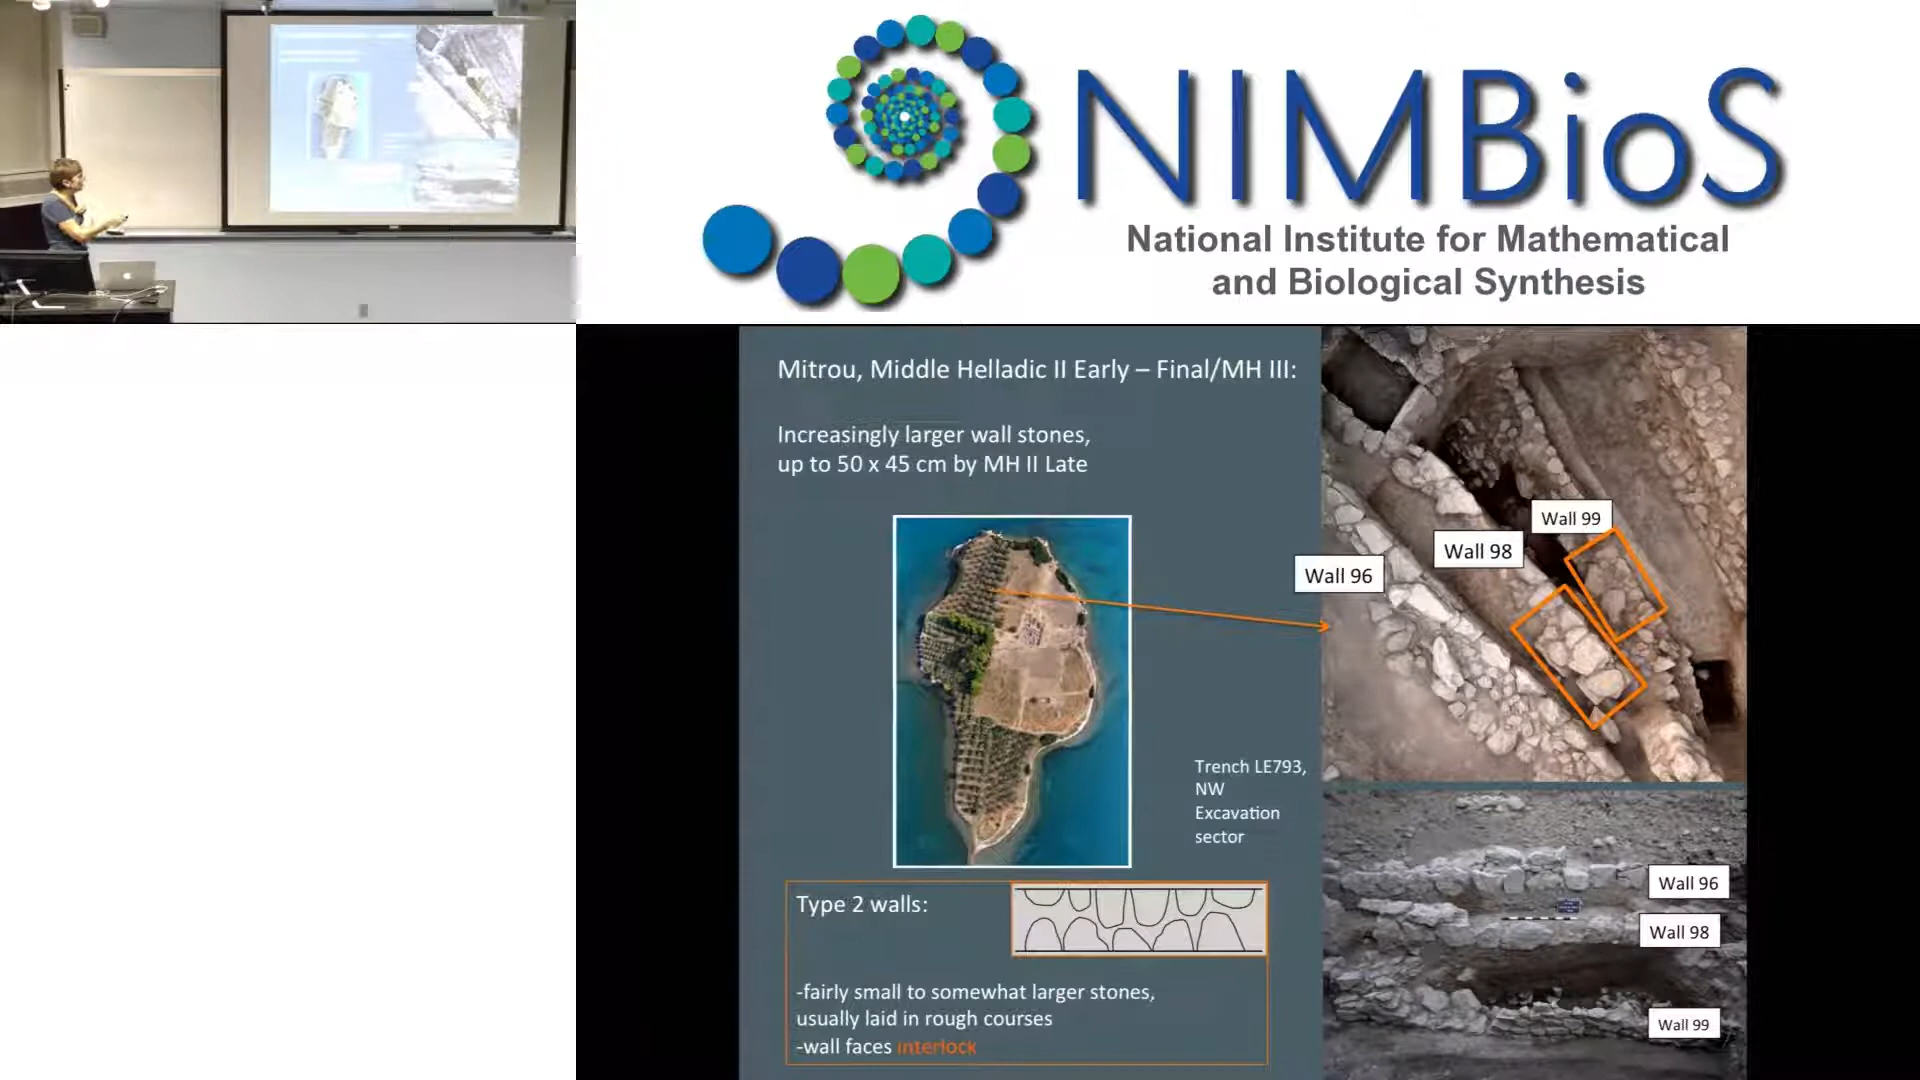 NIMBioS
National Institute for Mathematical
and Biological Synthesis
Mitrou, Middle Helladic II Early – Final/MH III:
Increasingly larger wall stones,
up to 50 x 45 cm by MH II Late
Wall 99
Wall 98
Wall 96
Trench LE793,
NW
Excavation
sector
Type 2 walls:
-fairly small to somewhat larger stones,
usually laid in rough courses
-wall faces interlock
Wall 96
Wall 98
Wall 99